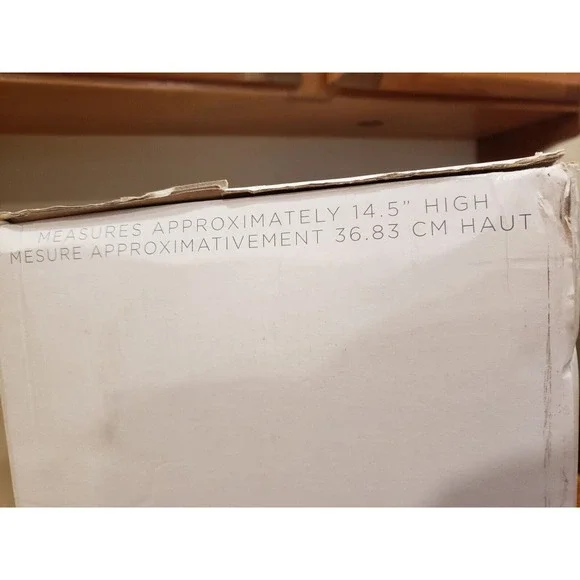 MEASURES APPROXIMATELY 14.5" HIGH
MESURE APPROXIMATIVEMENT 36.83 CM HAUT